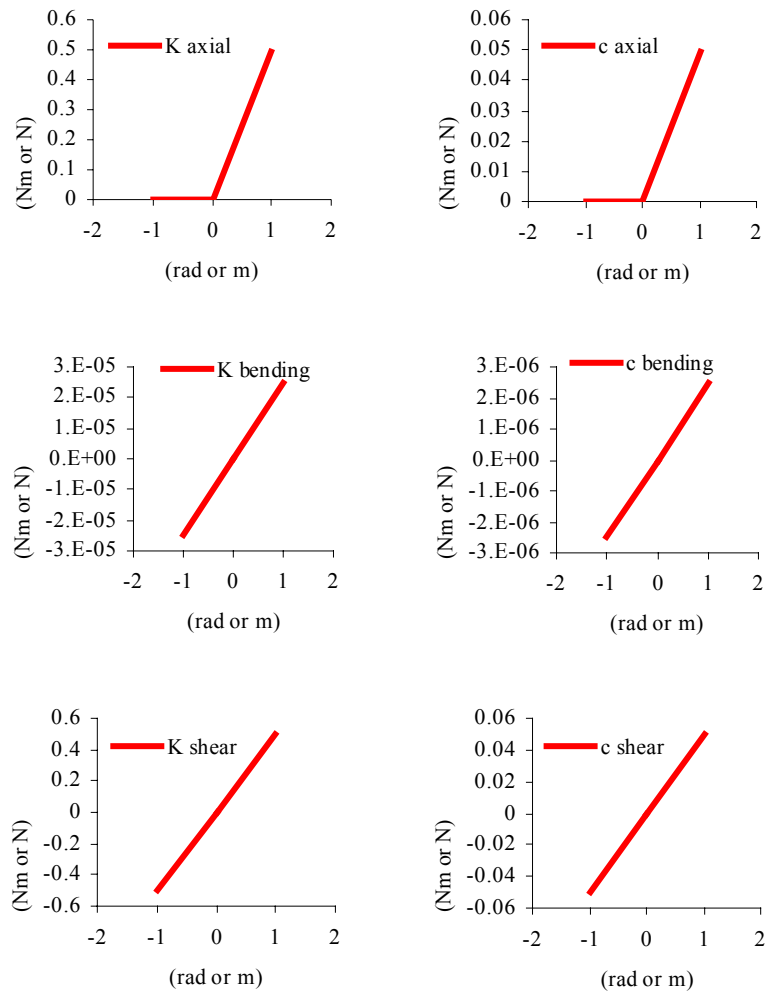 0.6
0.5
0.4
0.3
0.2
0.1
0
(Nm or N)
K axial
-2 -1 0 1 2
(rad or m)
0.06
0.05
0.04
0.03
0.02
0.01
0
(Nm or N)
c axial
-2 -1 0 1 2
(rad or m)
3.E-05
2.E-05
1.E-05
0.E+00
-1.E-05
-2.E-05
-3.E-05
(Nm or N)
K bending
-2 -1 0 1 2
(rad or m)
3.E-06
2.E-06
1.E-06
0.E+00
-1.E-06
-2.E-06
-3.E-06
(Nm or N)
c bending
-2 -1 0 1 2
(rad or m)
0.6
0.4
0.2
0
-0.2
-0.4
-0.6
(Nm or N)
K shear
-2 -1 0 1 2
(rad or m)
0.06
0.04
0.02
0
-0.02
-0.04
-0.06
(Nm or N)
c shear
-2 -1 0 1 2
(rad or m)